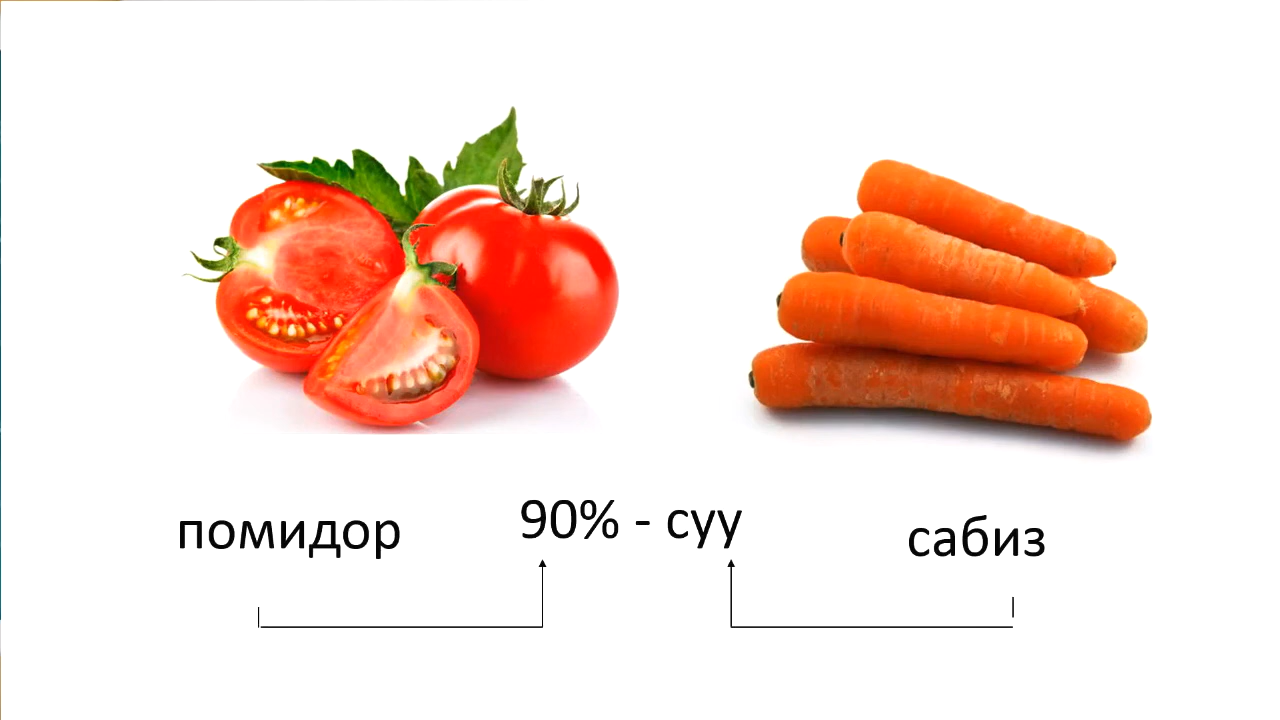 помидор
90% - суу
сабиз